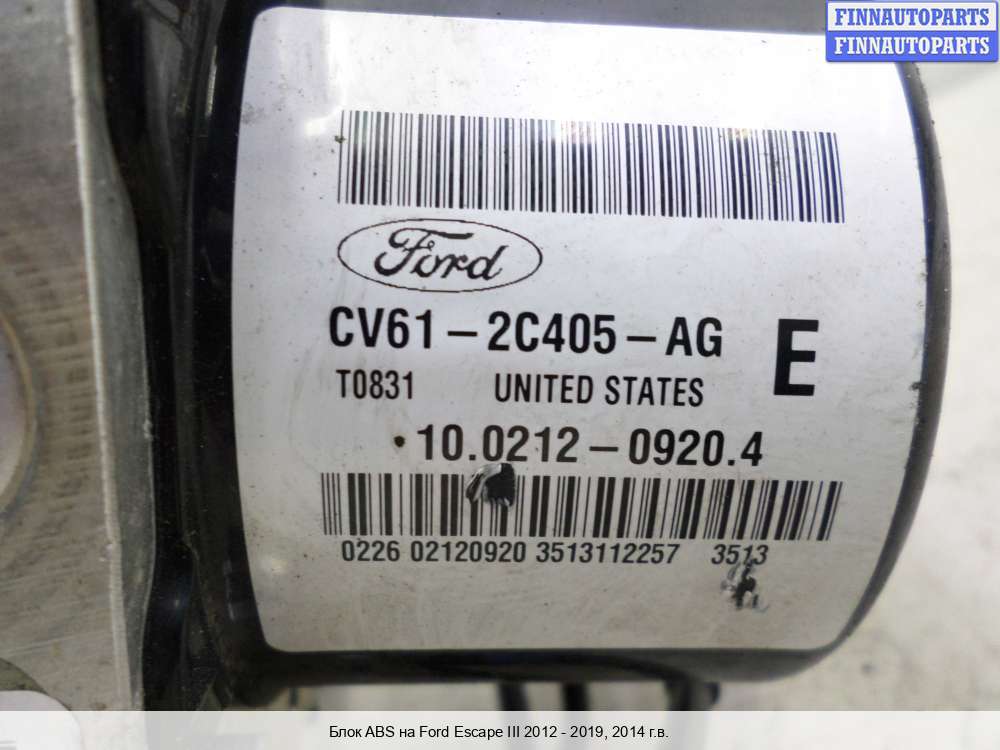 FINNAUTOPARTS
FINNAUTOPARTS
Ford
CV61-2C405-AG E
T0831 UNITED STATES
10.0212-0920.4
0226 02120920 3513112257 3513
Блок ABS на Ford Escape III 2012 - 2019, 2014 г.в.